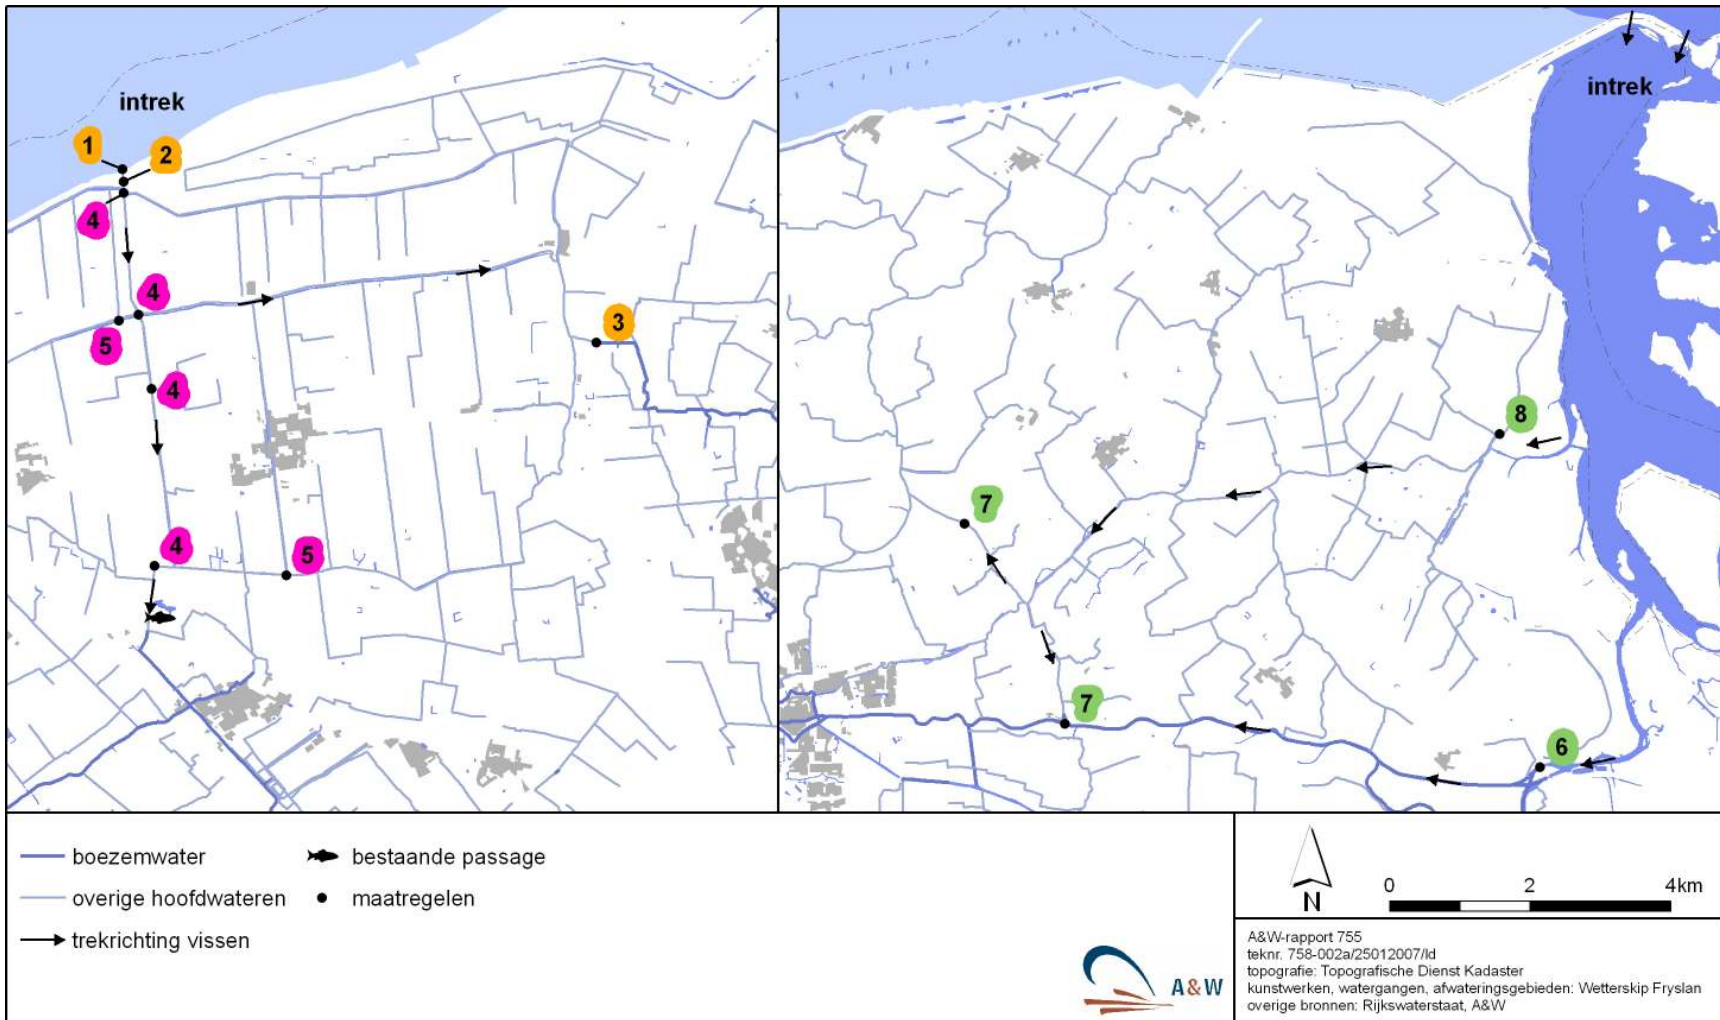 intrek
1
2
4
4
5
3
4
4
5
intrek
8
7
7
6
boezemwater
bestaande passage
overige hoofdwateren
maatregelen
trekrichting vissen
A&W
N
0 2 4km
A&W-rapport 755
teknr. 758-002a/25012007/ld
topografie: Topografische Dienst Kadaster
kunstwerken, watergangen, afwateringsgebieden: Wetterskip Fryslan
overige bronnen: Rijkswaterstaat, A&W